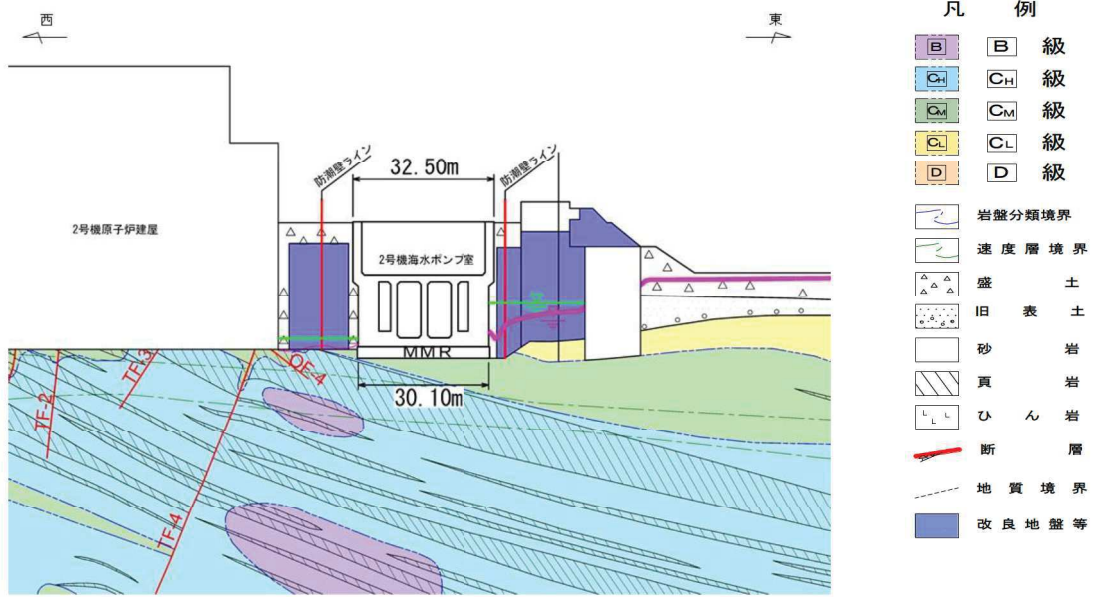 西
東
防潮壁ライン
32.50m
防潮壁ライン
2号機原子炉建屋
2号機海水ポンプ室
MMR
30.10m
TF-2
TF-3
OF-4
TF-4
凡 例
B B 級
CH CH 級
CM CM 級
CL CL 級
D D 級
岩盤分類境界
速度層境界
盛土
旧表土
砂岩
頁岩
ひん岩
断層
地質境界
改良地盤等